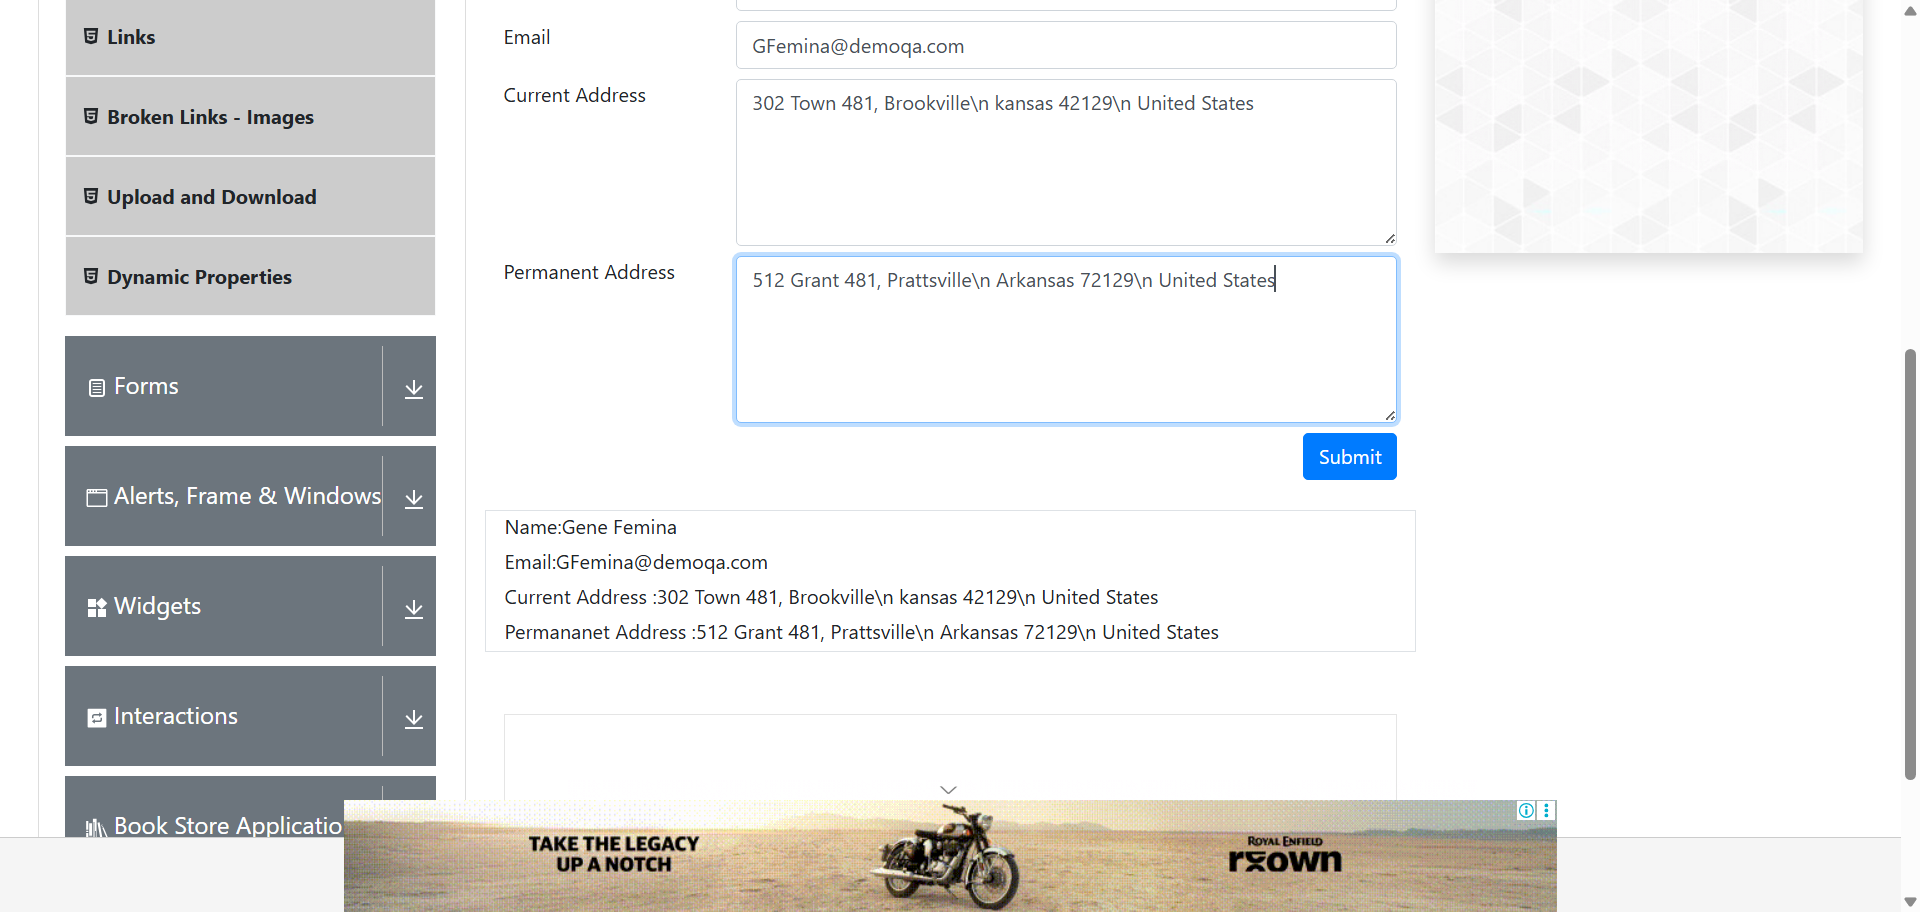 Links
Broken Links - Images
Upload and Download
Dynamic Properties
Forms
Alerts, Frame & Windows
Widgets
Interactions
Book Store Applicatio
Email
GFemina@demoqa.com
Current Address
302 Town 481, Brookville\n kansas 42129\n United States
Permanent Address
512 Grant 481, Prattsville\n Arkansas 72129\n United States
Submit
Name:Gene Femina
Email:GFemina@demoqa.com
Current Address :302 Town 481, Brookville\n kansas 42129\n United States
Permananet Address :512 Grant 481, Prattsville\n Arkansas 72129\n United States
TAKE THE LEGACY
UP A NOTCH
ROYAL ENFIELD
REOWN